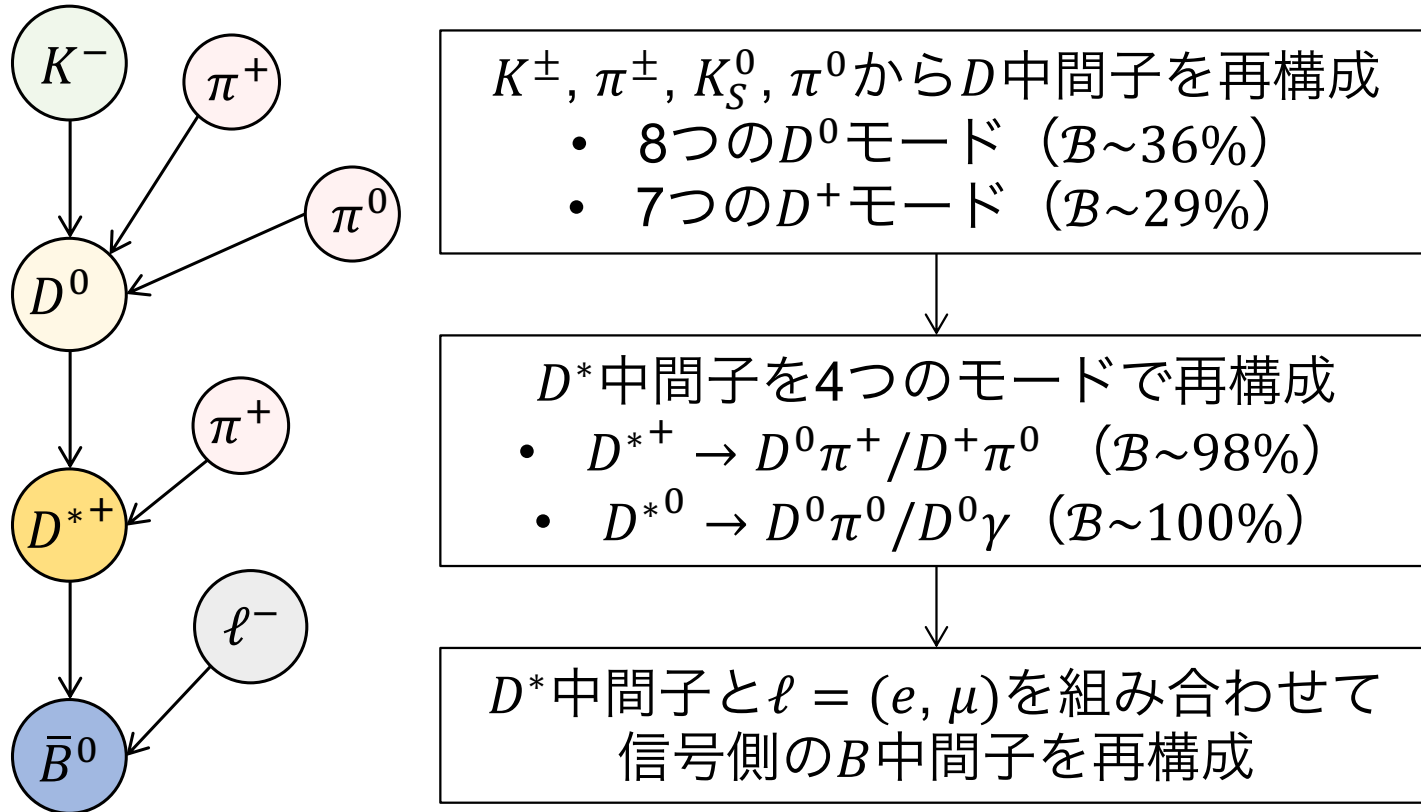 K⁻
π⁺
π⁰
D⁰
π⁺
D*⁺
ℓ⁻
B̄⁰
K^±, π^±, K_S^0, π⁰からD中間子を再構成
• 8つのD⁰モード（ℬ~36%）
• 7つのD⁺モード（ℬ~29%）
D*中間子を4つのモードで再構成
• D*⁺ → D⁰π⁺/D⁺π⁰ （ℬ~98%）
• D*⁰ → D⁰π⁰/D⁰γ（ℬ~100%）
D*中間子とℓ = (e, μ)を組み合わせて
信号側のB中間子を再構成